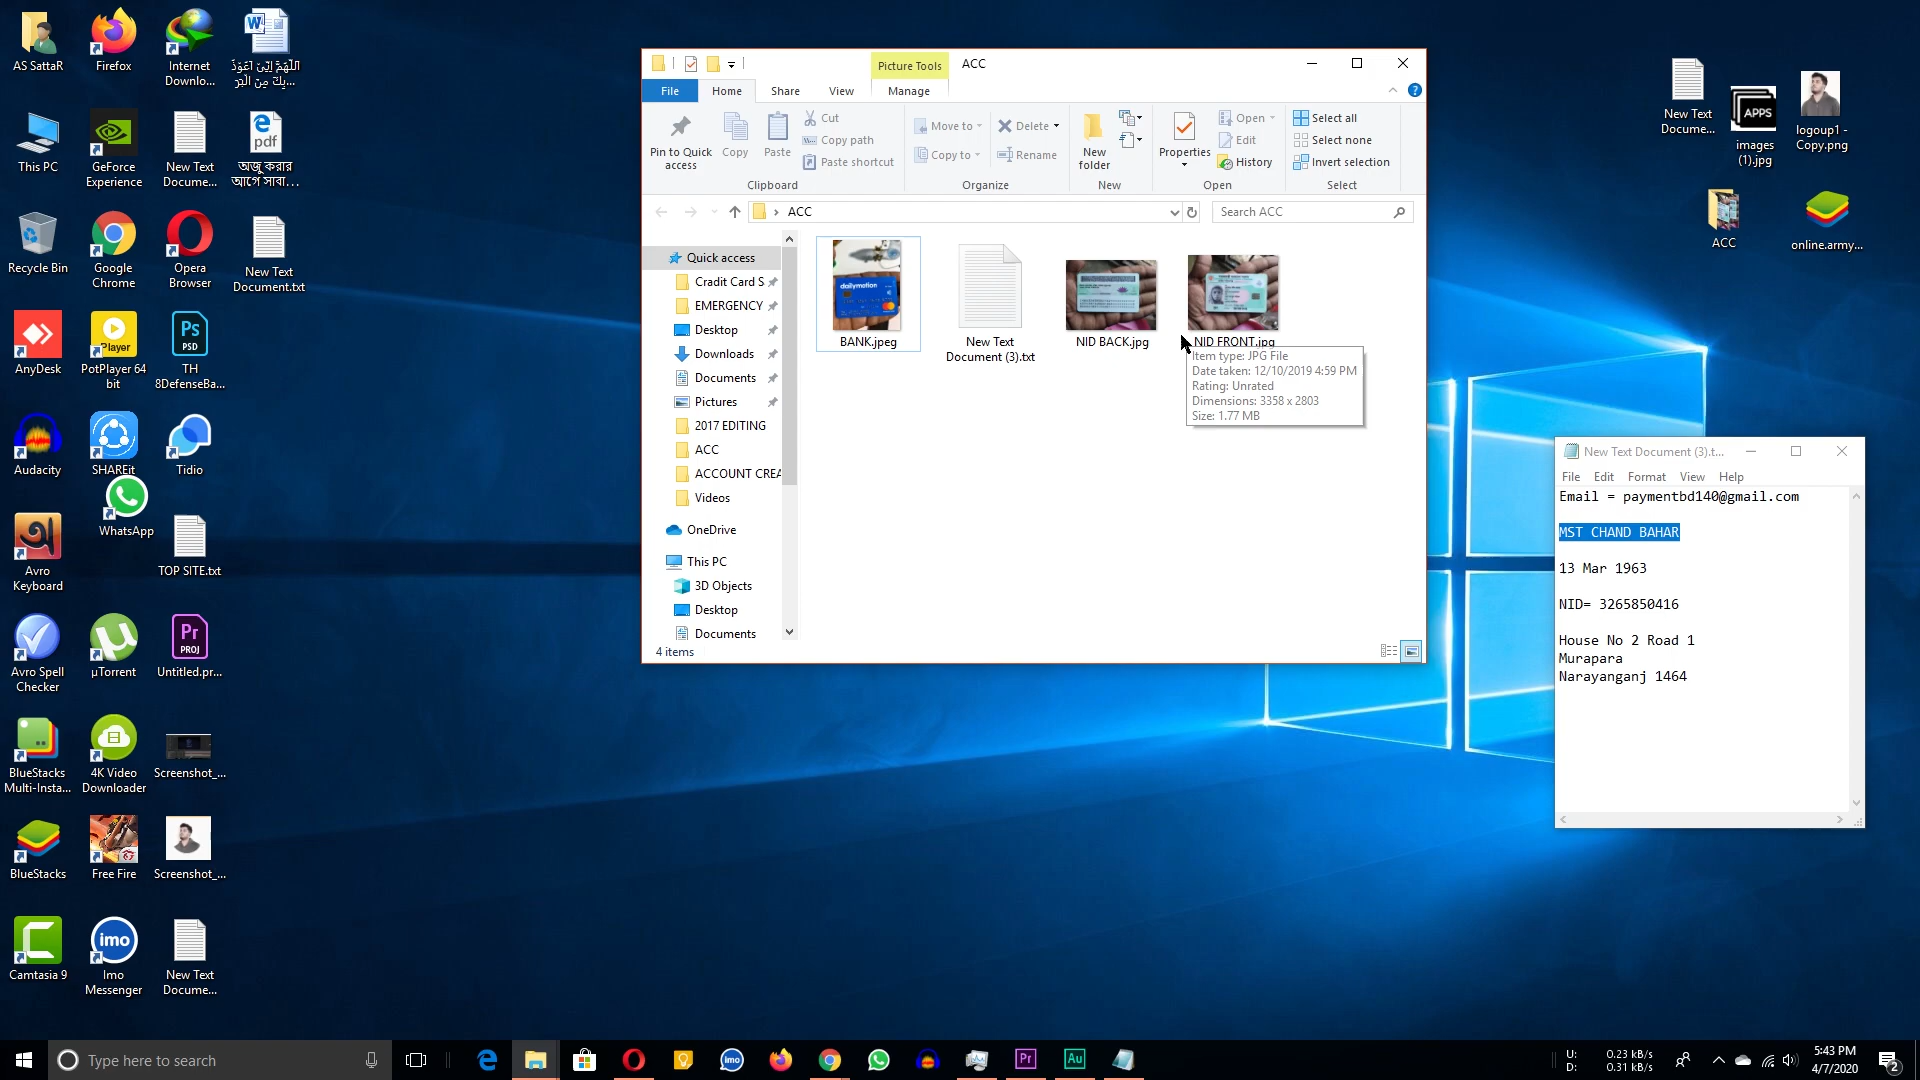 AS SattaR
Firefox
Internet
Downlo...
This PC
GeForce
Experience
New Text
Docume...
অজু করার
আগে সাবা...
Recycle Bin
Google
Chrome
Opera
Browser
New Text
Document.txt
AnyDesk
PotPlayer 64
bit
TH
8DefenseBa...
Audacity
SHAREit
Tidio
WhatsApp
Avro
Keyboard
TOP SITE.txt
Avro Spell
Checker
µTorrent
Untitled.pr...
BlueStacks
Multi-Insta...
4K Video
Downloader
Screenshot_...
BlueStacks
Free Fire
Screenshot_...
Camtasia 9
Imo
Messenger
New Text
Docume...
Picture Tools
ACC
File
Home
Share
View
Manage
Pin to Quick
access
Copy
Paste
Cut
Copy path
Paste shortcut
Clipboard
Move to
Copy to
Delete
Rename
Organize
New
folder
New
Properties
Open
Edit
History
Open
Select all
Select none
Invert selection
Select
ACC
Search ACC
Quick access
Cradit Card S
EMERGENCY
Desktop
Downloads
Documents
Pictures
2017 EDITING
ACC
ACCOUNT CREA
Videos
OneDrive
This PC
3D Objects
Desktop
Documents
dailymotion
BANK.jpeg
New Text
Document (3).txt
NID BACK.jpg
NID FRONT.jpg
Item type: JPG File
Date taken: 12/10/2019 4:59 PM
Rating: Unrated
Dimensions: 3358 x 2803
Size: 1.77 MB
4 items
New Text
Docume...
APPS
images
(1).jpg
logoup1 -
Copy.png
ACC
online.army...
New Text Document (3).t...
File Edit Format View Help
Email = paymentbd140@gmail.com
MST CHAND BAHAR
13 Mar 1963
NID= 3265850416
House No 2 Road 1
Murapara
Narayanganj 1464
Type here to search
U: 0.23 kB/s
D: 0.31 kB/s
5:43 PM
4/7/2020
2